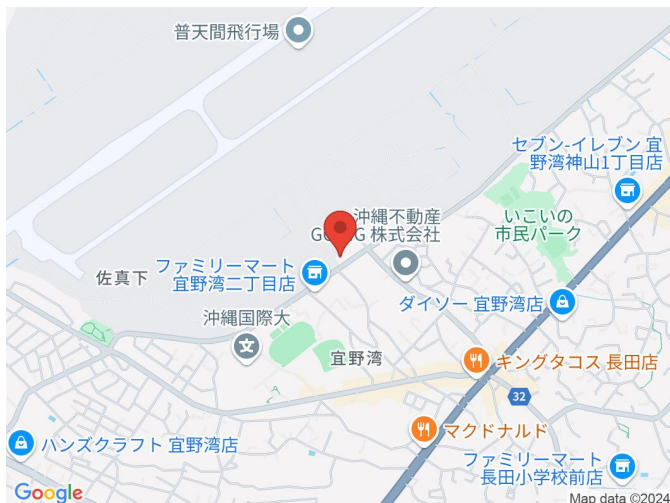 普天間飛行場
セブン-イレブン 宜
野湾神山1丁目店
沖縄不動産
G 株式会社
いこいの
市民パーク
佐真下
ファミリーマート
宜野湾二丁目店
ダイソー 宜野湾店
沖縄国際大
宜野湾
キングタコス 長田店
32
マクドナルド
ハンズクラフト 宜野湾店
ファミリーマート
長田小学校前店
Google
Map data ©2024